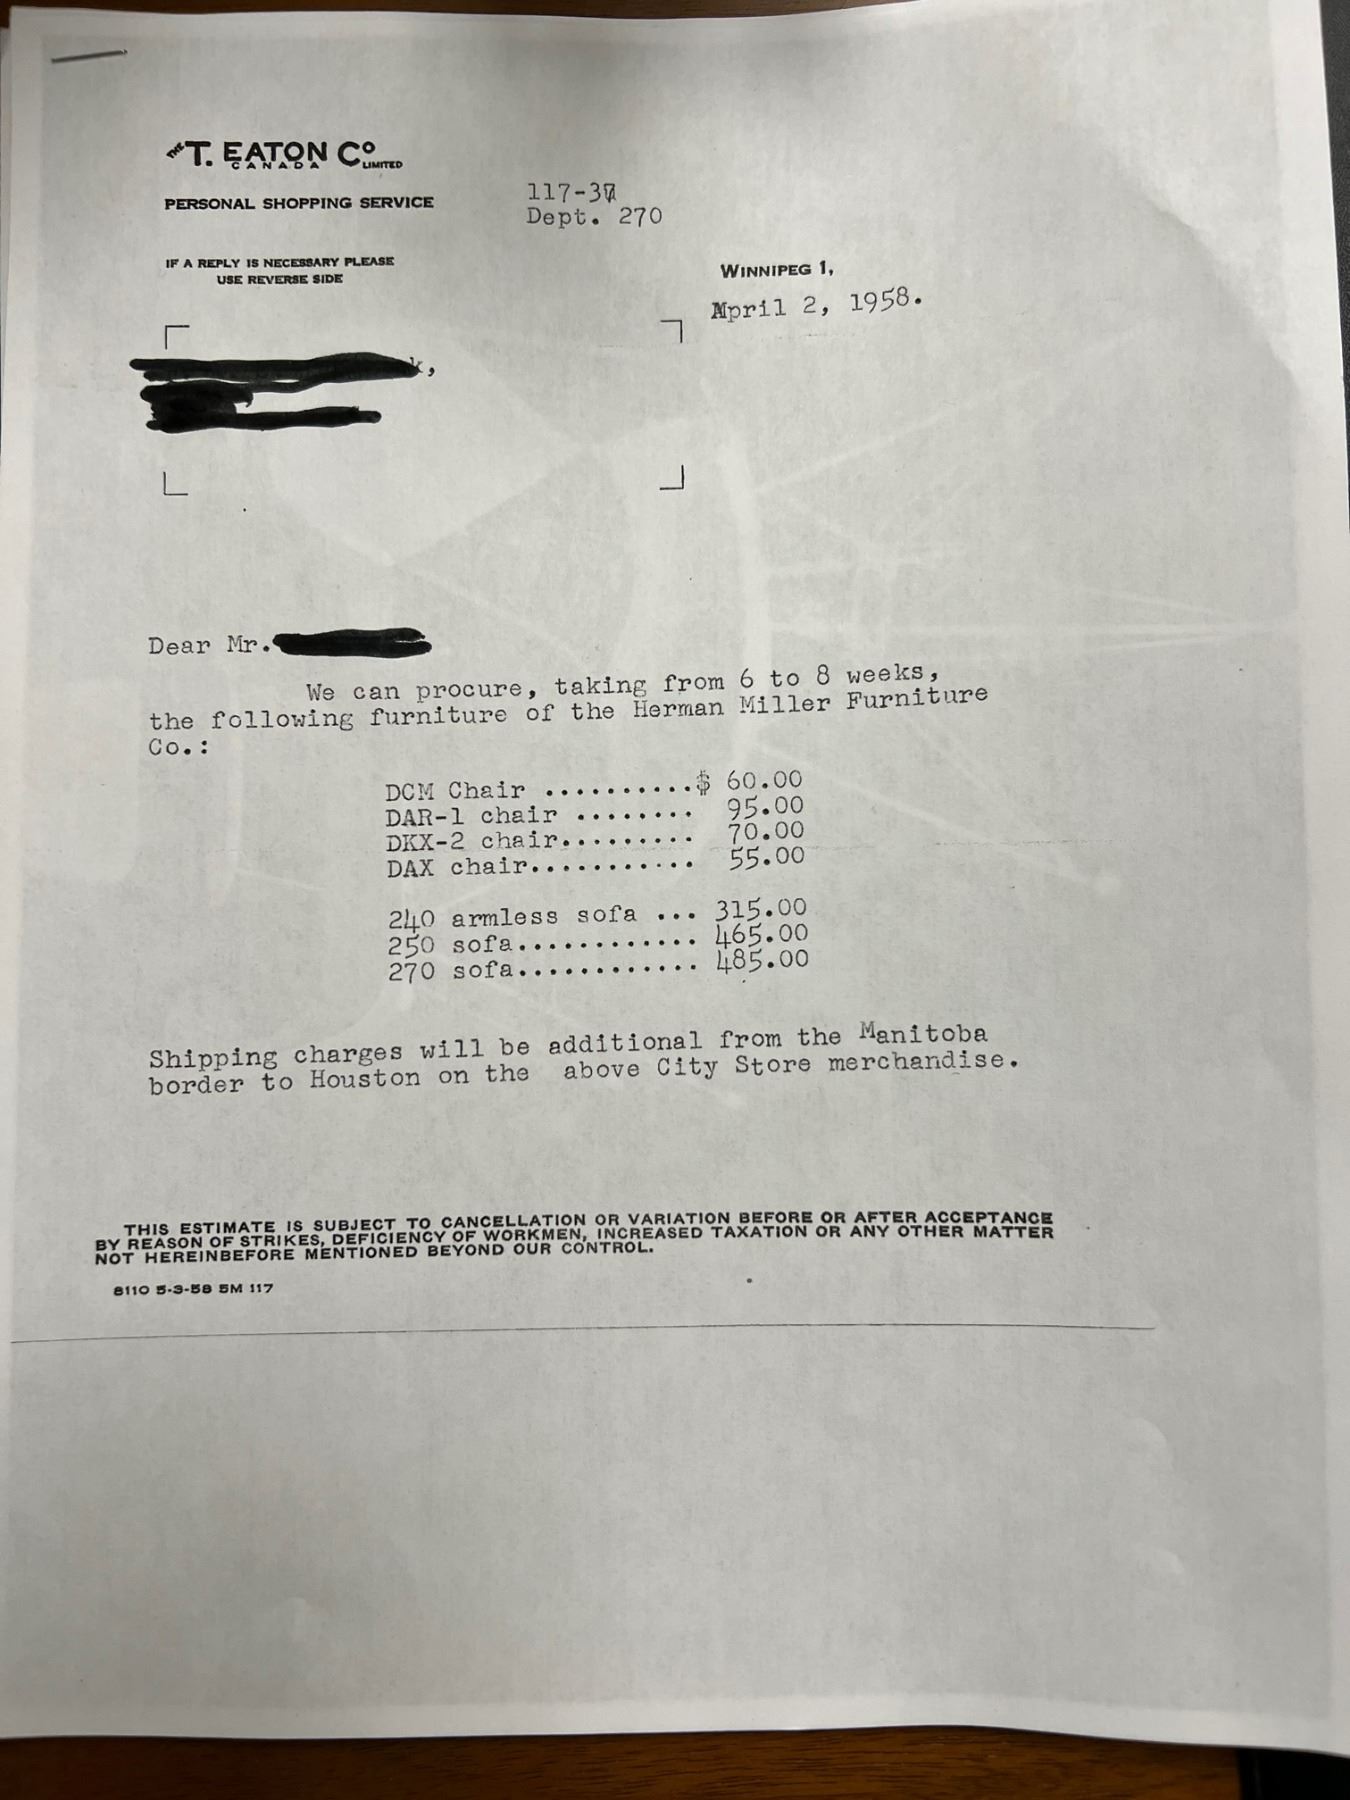 THE T. EATON CO LIMITED
CANADA
PERSONAL SHOPPING SERVICE
117-37
Dept. 270
IF A REPLY IS NECESSARY PLEASE
USE REVERSE SIDE
WINNIPEG 1,
April 2, 1958.
k,
Dear Mr.
We can procure, taking from 6 to 8 weeks,
the following furniture of the Herman Miller Furniture
Co.:
DCM Chair ..........$ 60.00
DAR-1 chair ........ 95.00
DKX-2 chair......... 70.00
DAX chair........... 55.00
240 armless sofa ... 315.00
250 sofa............ 465.00
270 sofa............ 485.00
Shipping charges will be additional from the Manitoba
border to Houston on the above City Store merchandise.
THIS ESTIMATE IS SUBJECT TO CANCELLATION OR VARIATION BEFORE OR AFTER ACCEPTANCE
BY REASON OF STRIKES, DEFICIENCY OF WORKMEN, INCREASED TAXATION OR ANY OTHER MATTER
NOT HEREINBEFORE MENTIONED BEYOND OUR CONTROL.
8110 5-3-58 5M 117